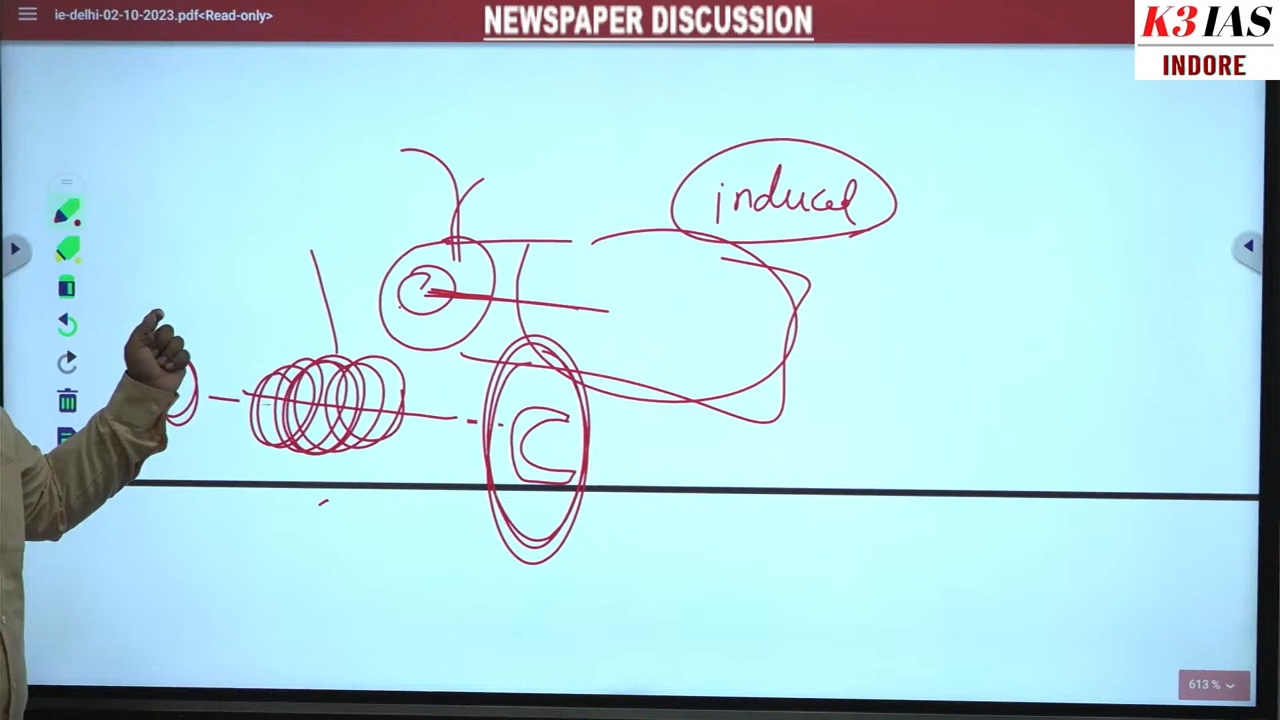 ie-delhi-02-10-2023.pdf<Read-only>
NEWSPAPER DISCUSSION
K3 IAS
INDORE
induced
613 %